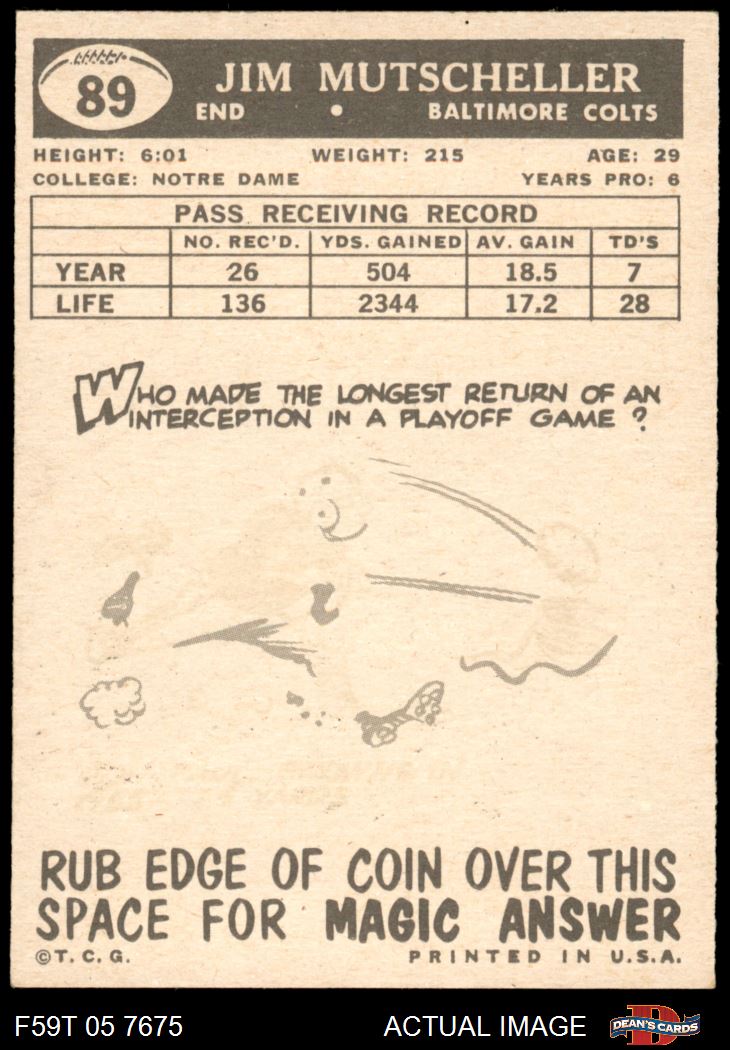 89
JIM MUTSCHELLER
END • BALTIMORE COLTS
HEIGHT: 6:01 WEIGHT: 215 AGE: 29
COLLEGE: NOTRE DAME YEARS PRO: 6
PASS RECEIVING RECORD
NO. REC'D. YDS. GAINED AV. GAIN TD'S
YEAR 26 504 18.5 7
LIFE 136 2344 17.2 28
WHO MADE THE LONGEST RETURN OF AN
INTERCEPTION IN A PLAYOFF GAME?
RUB EDGE OF COIN OVER THIS
SPACE FOR MAGIC ANSWER
©T.C.G. PRINTED IN U.S.A.
F59T 05 7675 ACTUAL IMAGE DEAN'S CARDS